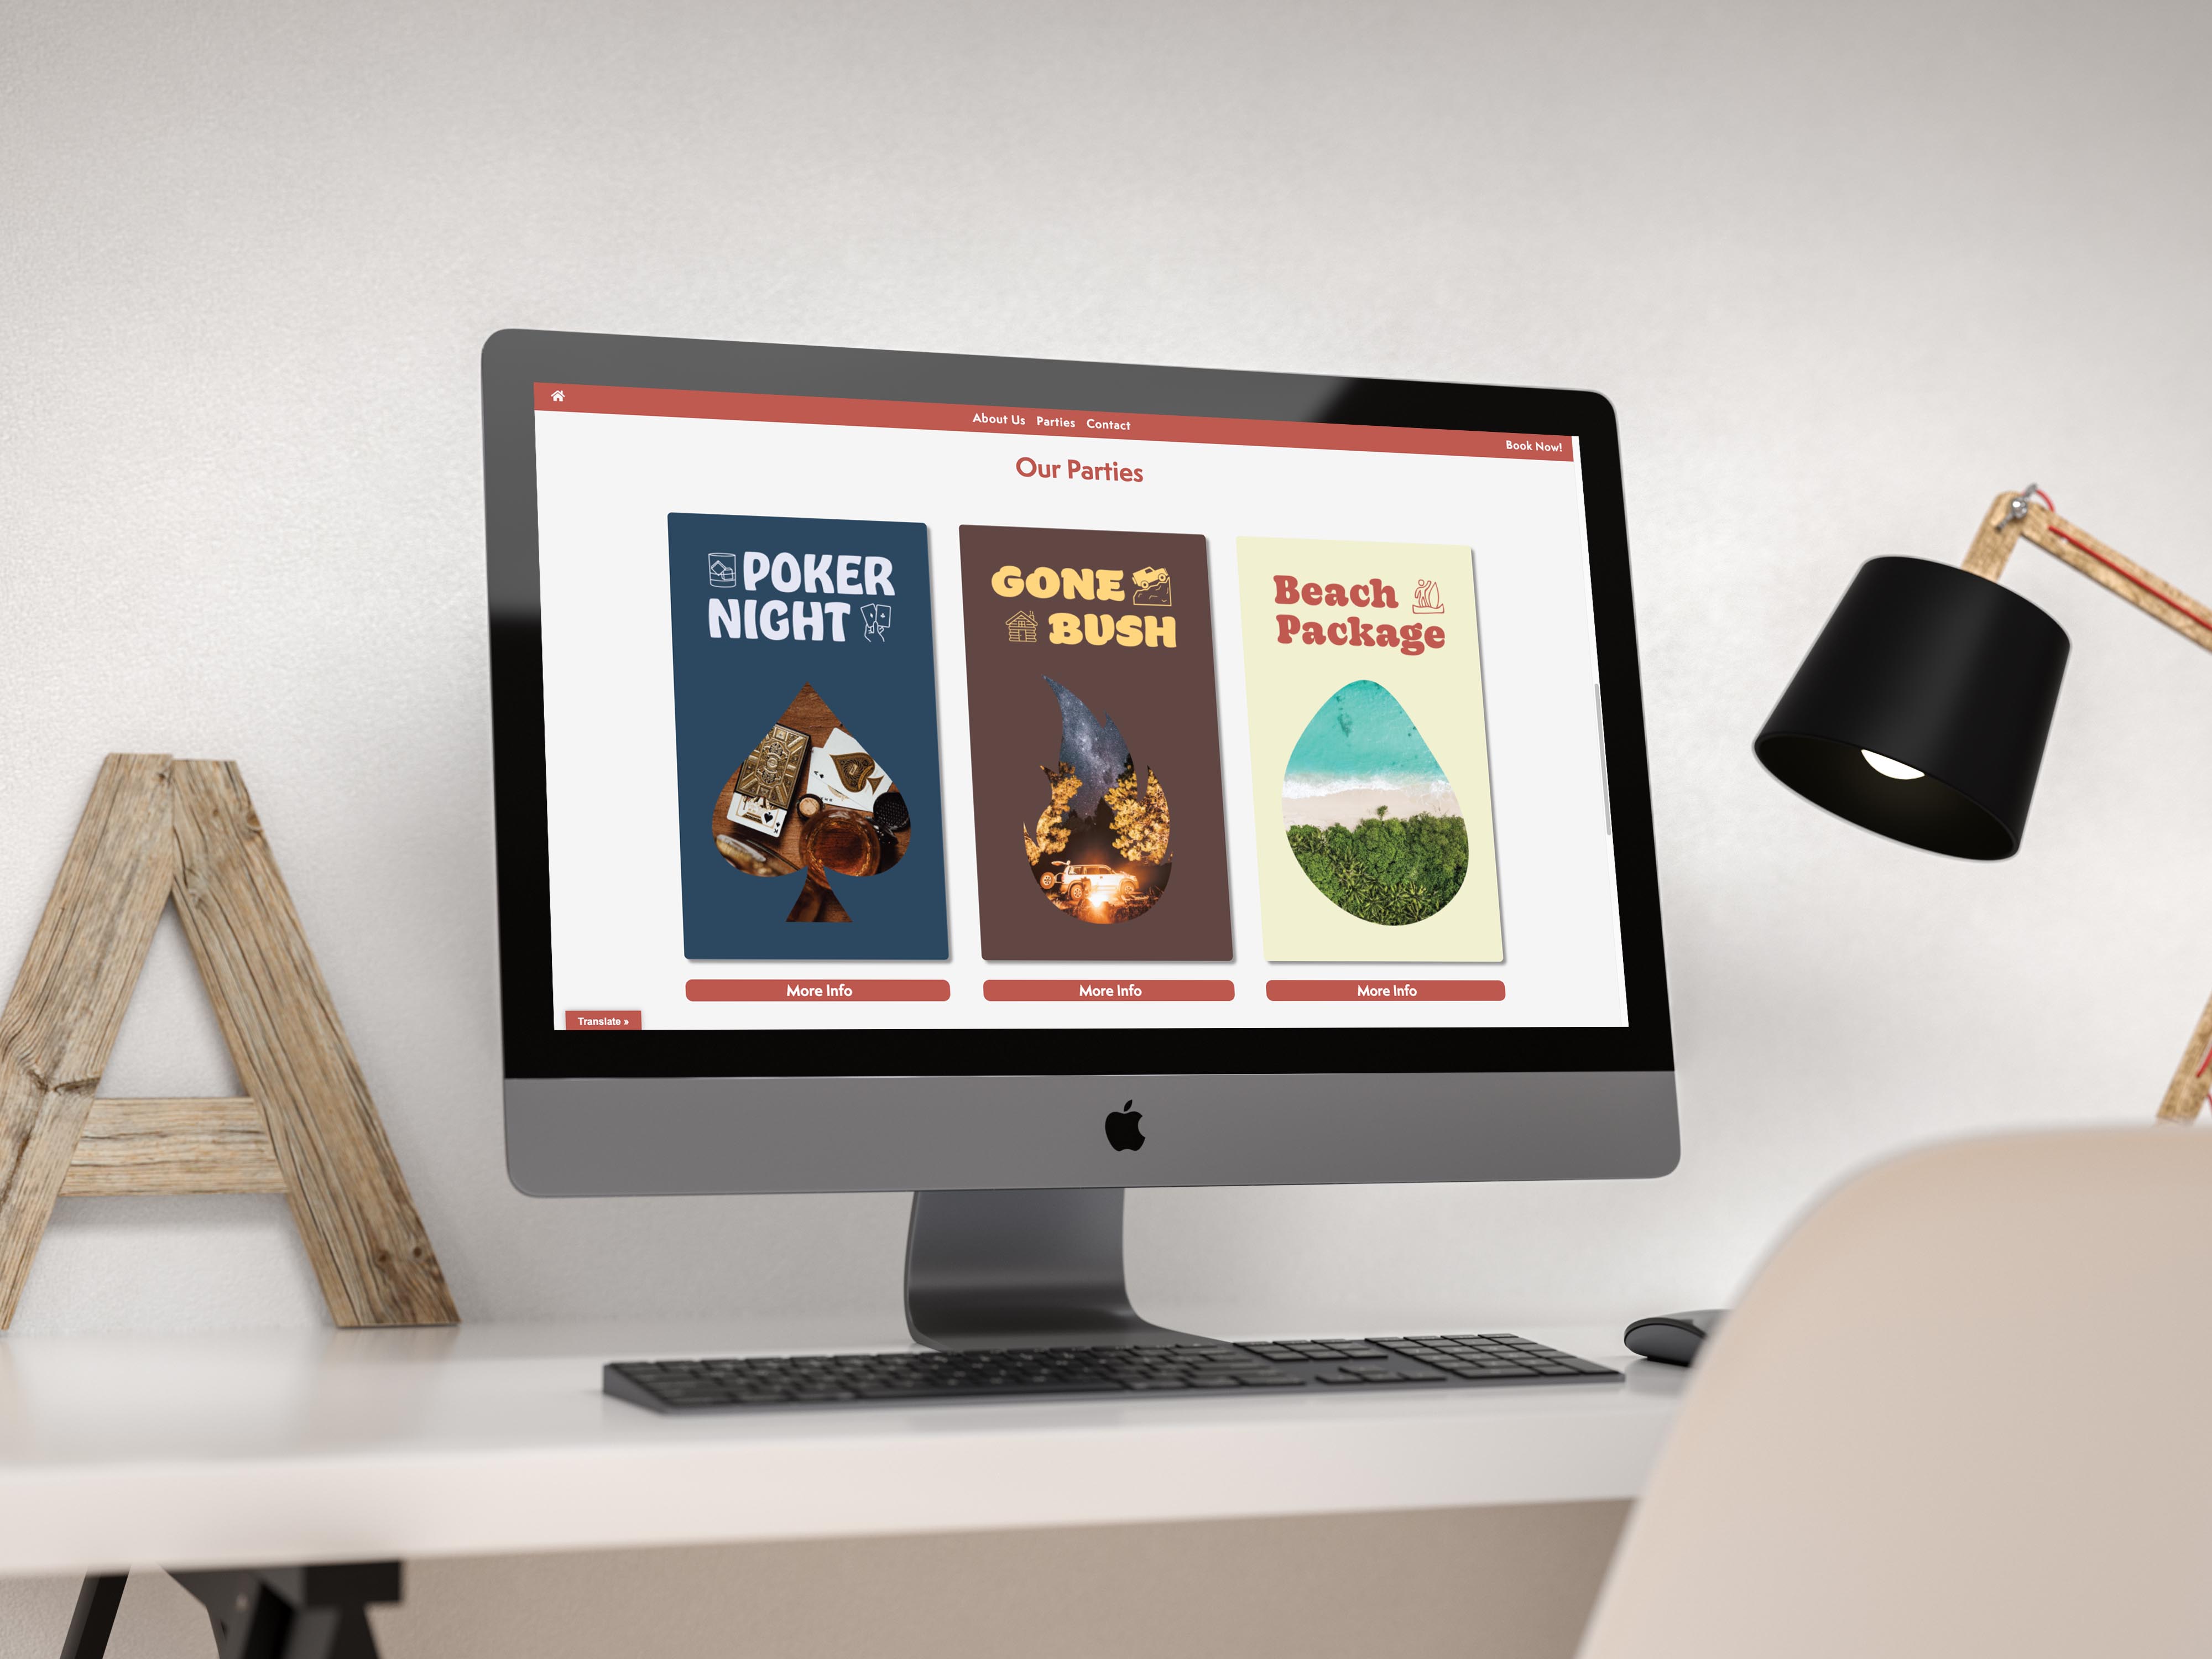 About Us Parties Contact
Book Now!
Our Parties
POKER
NIGHT
GONE
BUSH
Beach
Package
More Info
More Info
More Info
Translate »